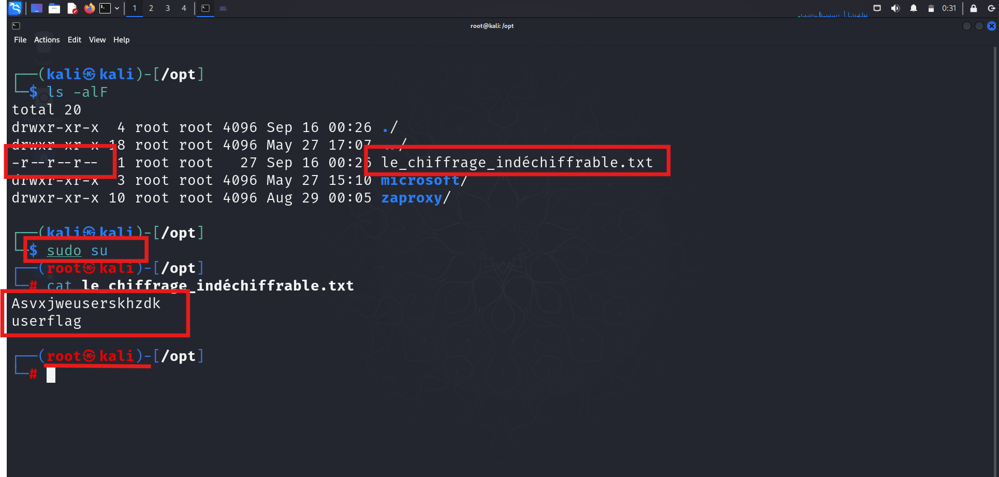 1 2 3 4 0:31
root@kali: /opt
File Actions Edit View Help
Trash
┌──(kali㉿kali)-[/opt]
└─$ ls -alF
total 20
File System
drwxr-xr-x 4 root root 4096 Sep 16 00:26 ./
drwxr-xr-x 18 root root 4096 May 27 17:07 ../
-r--r--r-- 1 root root 27 Sep 16 00:26 le_chiffrage_indéchiffrable.txt
drwxr-xr-x 3 root root 4096 May 27 15:10 microsoft/
drwxr-xr-x 10 root root 4096 Aug 29 00:05 zaproxy/
┌──(kali㉿kali)-[/opt]
└─$ sudo su
┌──(root㉿kali)-[/opt]
└─# cat le_chiffrage_indéchiffrable.txt
Asvxjweuserskhzdk
userflag
┌──(root㉿kali)-[/opt]
└─#